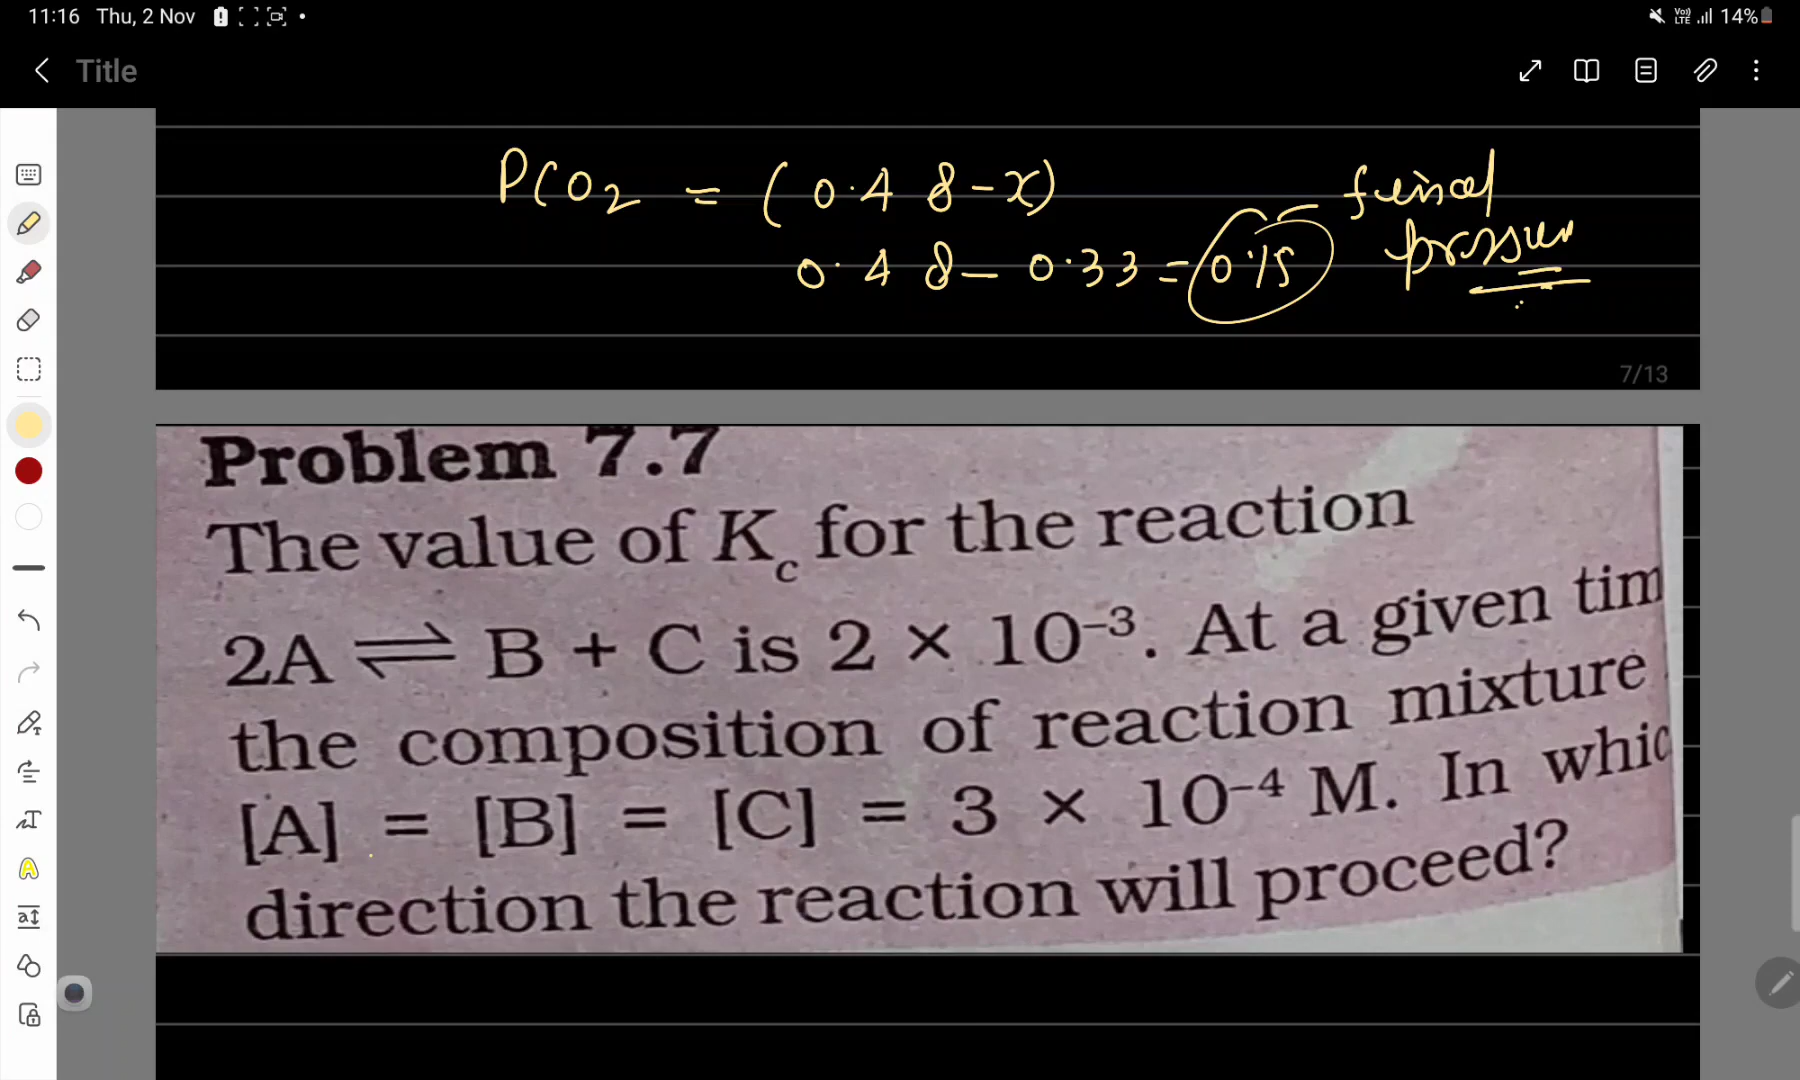 11:16 Thu, 2 Nov
14%
Title
PCO2 = (0.48-x)
final
0.48-0.33 = 0.15
pressure
7/13
Problem 7.7
The value of Kc for the reaction
2A ⇌ B + C is 2 × 10⁻³. At a given tim
the composition of reaction mixture
[A] = [B] = [C] = 3 × 10⁻⁴ M. In whic
direction the reaction will proceed?